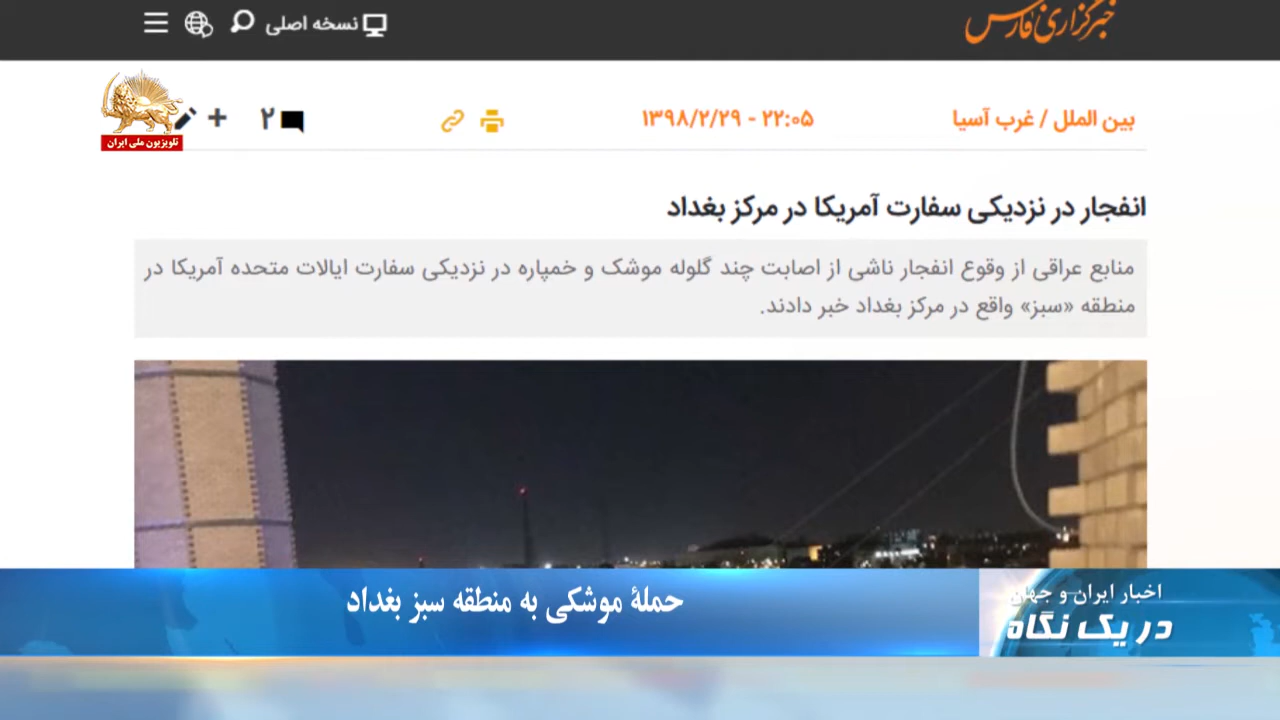 خبرگزاری فارس
نسخه اصلی
بین الملل / غرب آسیا
۱۳۹۸/۲/۲۹ - ۲۲:۰۵
۲
تلویزیون ملی ایران
انفجار در نزدیکی سفارت آمریکا در مرکز بغداد
منابع عراقی از وقوع انفجار ناشی از اصابت چند گلوله موشک و خمپاره در نزدیکی سفارت ایالات متحده آمریکا در
منطقه «سبز» واقع در مرکز بغداد خبر دادند.
اخبار ایران و جهان
در یک نگاه
حملهٔ موشکی به منطقه سبز بغداد